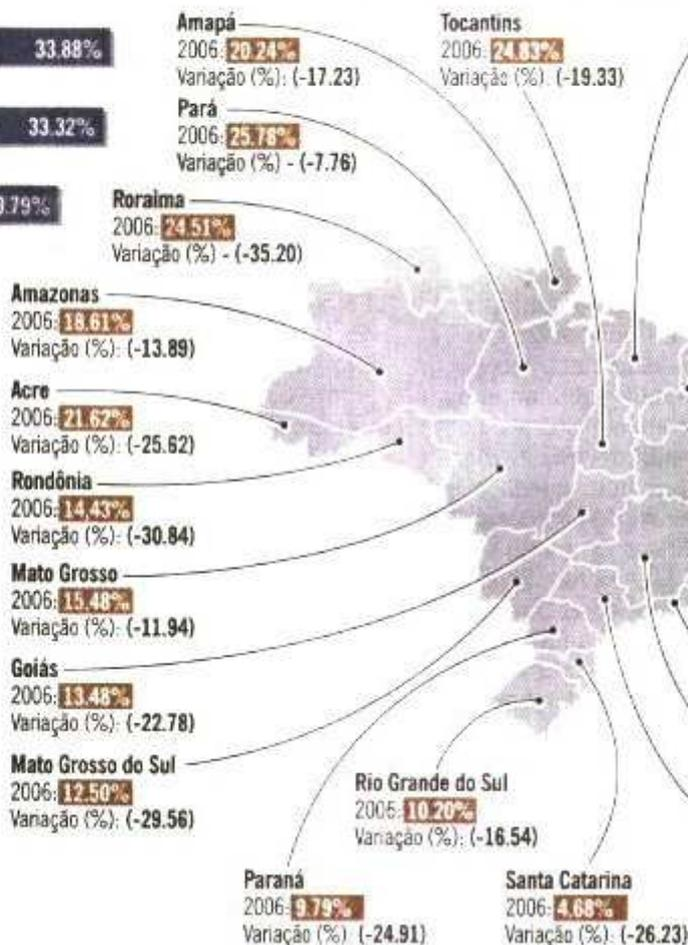 33.88%
33.32%
.79%
Amapá
2006: 20.24%
Variação (%): (-17.23)
Tocantins
2006: 24.83%
Variação (%): (-19.33)
Pará
2006: 25.78%
Variação (%) - (-7.76)
Roraima
2006: 24.51%
Variação (%) - (-35.20)
Amazonas
2006: 18.61%
Variação (%): (-13.89)
Acre
2006: 21.62%
Variação (%): (-25.62)
Rondônia
2006: 14.43%
Variação (%): (-30.84)
Mato Grosso
2006: 15.48%
Variação (%): (-11.94)
Goiás
2006: 13.48%
Variação (%): (-22.78)
Mato Grosso do Sul
2006: 12.50%
Variação (%): (-29.56)
Rio Grande do Sul
2006: 10.20%
Variação (%): (-16.54)
Paraná
2006: 9.79%
Variação (%) (-24.91)
Santa Catarina
2006: 4.68%
Variação (%): (-26.23)